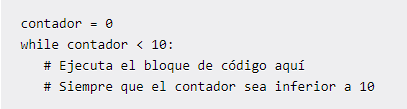 contador = 0
while contador < 10:
   # Ejecuta el bloque de código aquí
   # Siempre que el contador sea inferior a 10